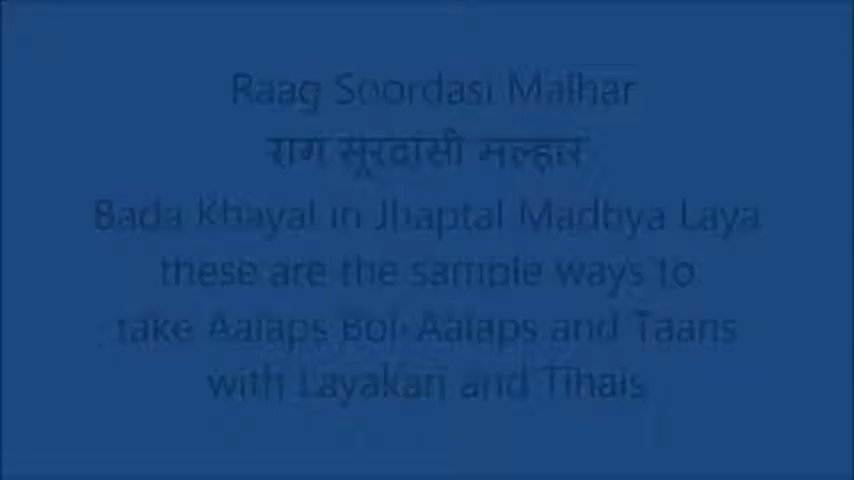 Raag Soordasi Malhar
राग सूरदासी मल्हार
Bada Khayal in Jhaptal Madhya Laya
these are the sample ways to
take Aalaps Bol-Aalaps and Taans
with Layakari and Tihais